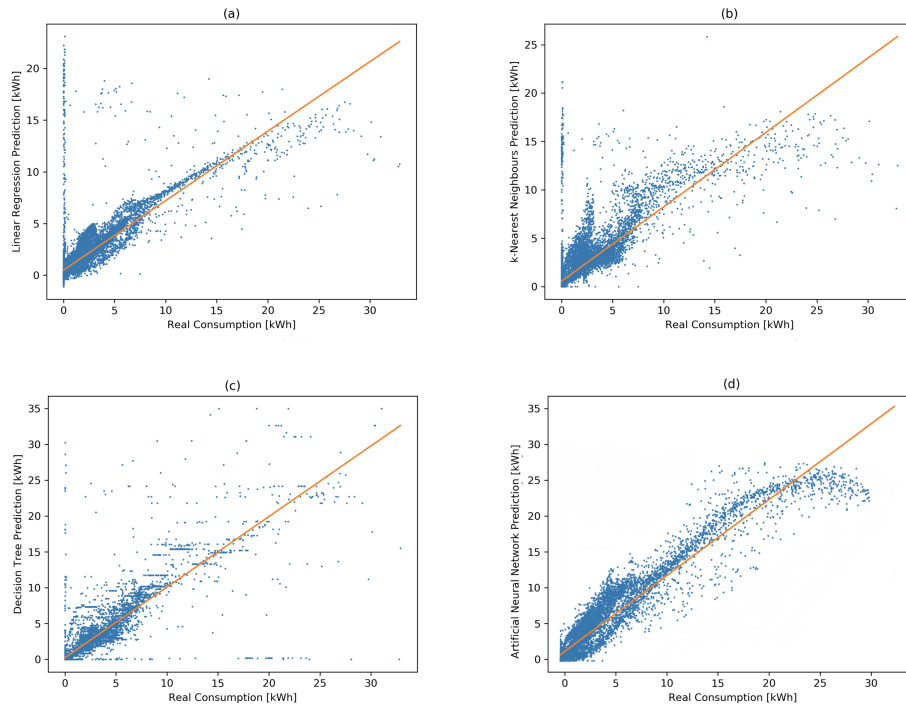 (a)
20
15
10
5
0
Linear Regression Prediction [kWh]
0 5 10 15 20 25 30
Real Consumption [kWh]
(b)
25
20
15
10
5
0
k-Nearest Neighbours Prediction [kWh]
0 5 10 15 20 25 30
Real Consumption [kWh]
(c)
35
30
25
20
15
10
5
0
Decision Tree Prediction [kWh]
0 5 10 15 20 25 30
Real Consumption [kWh]
(d)
35
30
25
20
15
10
5
0
Artificial Neural Network Prediction [kWh]
0 5 10 15 20 25 30
Real Consumption [kWh]